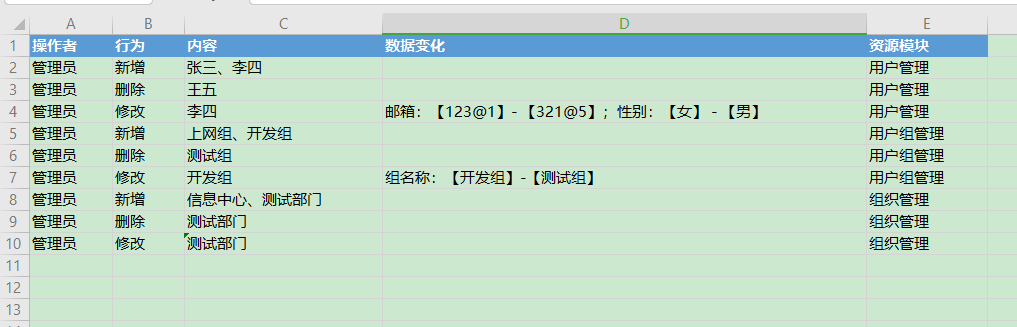 A B C D E
1 操作者 行为 内容 数据变化 资源模块
2 管理员 新增 张三、李四 用户管理
3 管理员 删除 王五 用户管理
4 管理员 修改 李四 邮箱：【123@1】-【321@5】；性别：【女】-【男】 用户管理
5 管理员 新增 上网组、开发组 用户组管理
6 管理员 删除 测试组 用户组管理
7 管理员 修改 开发组 组名称：【开发组】-【测试组】 用户组管理
8 管理员 新增 信息中心、测试部门 组织管理
9 管理员 删除 测试部门 组织管理
10 管理员 修改 测试部门 组织管理
11
12
13